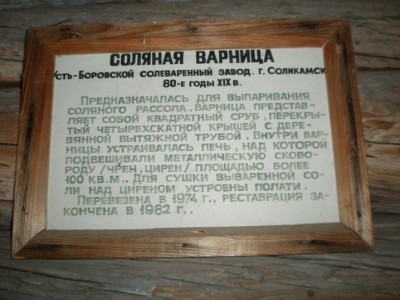 СОЛЯНАЯ ВАРНИЦА
УСТЬ-БОРОВСКОЙ СОЛЕВАРЕННЫЙ ЗАВОД. Г. СОЛИКАМСК
80-Е ГОДЫ XIX В.
ПРЕДНАЗНАЧАЛАСЬ ДЛЯ ВЫПАРИВАНИЯ
СОЛЯНОГО РАССОЛА. ВАРНИЦА ПРЕДСТАВ-
ЛЯЕТ СОБОЙ КВАДРАТНЫЙ СРУБ, ПЕРЕКРЫ-
ТЫЙ ЧЕТЫРЕХСКАТНОЙ КРЫШЕЙ С ДЕРЕ-
ВЯННОЙ ВЫТЯЖНОЙ ТРУБОЙ. ВНУТРИ ВАР-
НИЦЫ УСТРАИВАЛАСЬ ПЕЧЬ, НАД КОТОРОЙ
ПОДВЕШИВАЛИ МЕТАЛЛИЧЕСКУЮ СКОВО-
РОДУ /ЧРЕН, ЦИРЕН/ ПЛОЩАДЬЮ БОЛЕЕ
100 КВ.М.. ДЛЯ СУШКИ ВЫВАРЕННОЙ СО-
ЛИ НАД ЦИРЕНОМ УСТРОЕНЫ ПОЛАТИ.
ПЕРЕВЕЗЕНА В 1974 Г., РЕСТАВРАЦИЯ ЗА-
КОНЧЕНА В 1982 Г..